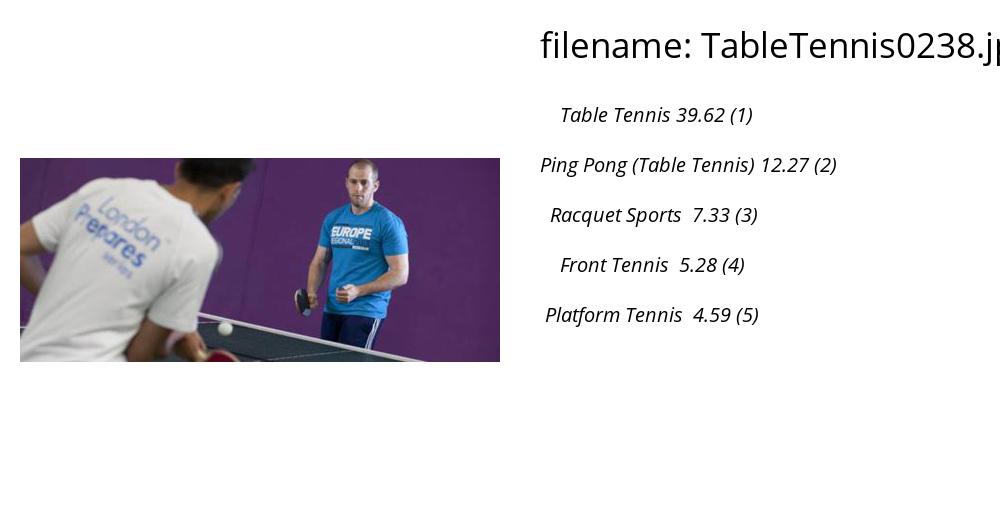 filename: TableTennis0238.jp
Table Tennis 39.62 (1)
Ping Pong (Table Tennis) 12.27 (2)
Racquet Sports 7.33 (3)
Front Tennis 5.28 (4)
Platform Tennis 4.59 (5)
London
Prepares
series
EUROPE
REGIONAL